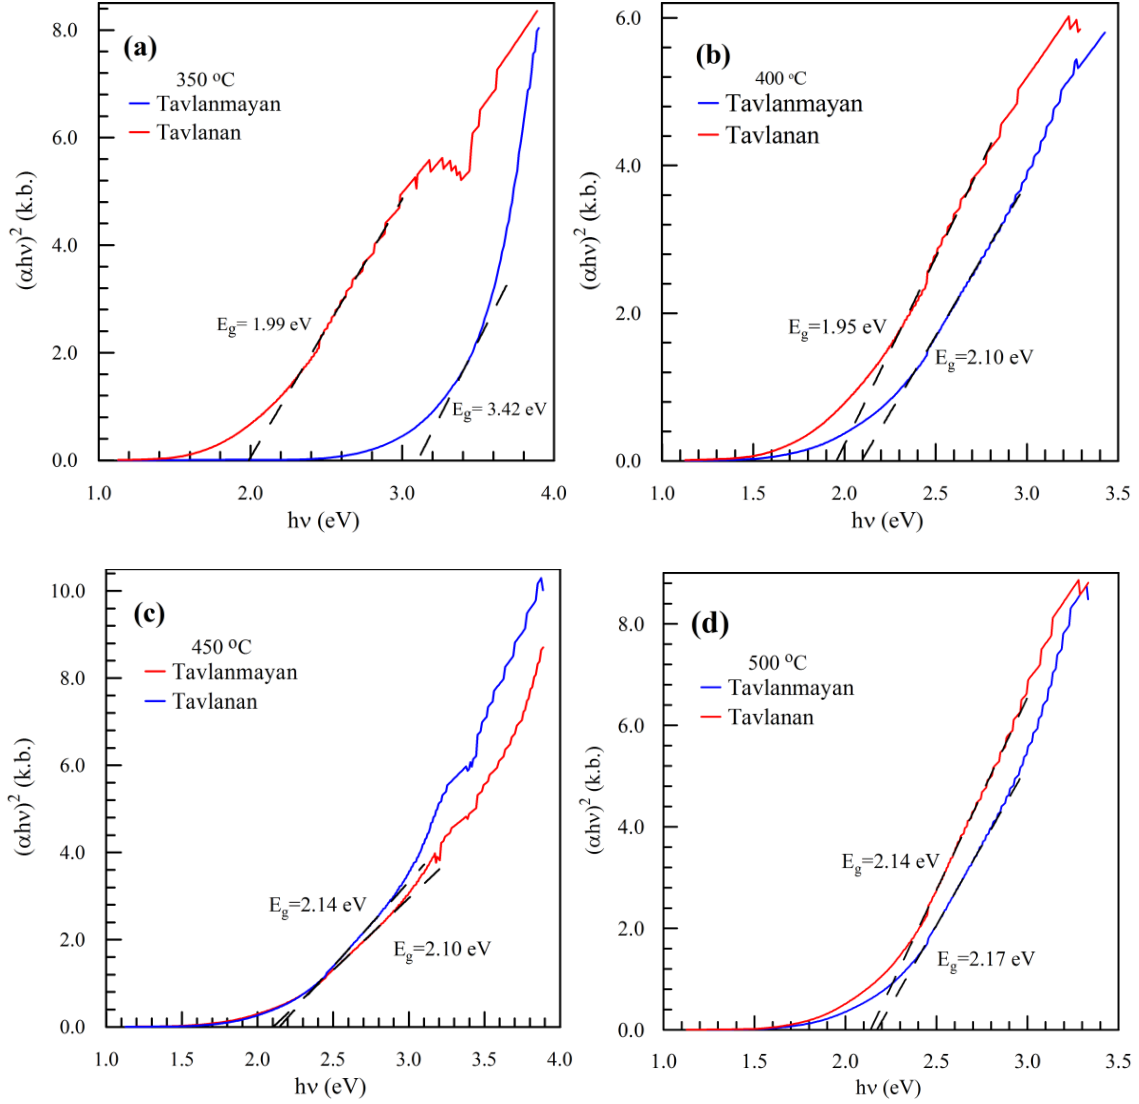 (a)
350 ºC
Tavlanmayan
Tavlanan
(αhν)2 (k.b.)
8.0
6.0
4.0
2.0
0.0
Eg= 1.99 eV
Eg= 3.42 eV
1.0 2.0 3.0 4.0
hν (eV)
(b)
400 ºC
Tavlanmayan
Tavlanan
(αhν)2 (k.b.)
6.0
4.0
2.0
0.0
Eg=1.95 eV
Eg=2.10 eV
1.0 1.5 2.0 2.5 3.0 3.5
hν (eV)
(c)
450 ºC
Tavlanmayan
Tavlanan
(αhν)2 (k.b.)
10.0
8.0
6.0
4.0
2.0
0.0
Eg=2.14 eV
Eg=2.10 eV
1.0 1.5 2.0 2.5 3.0 3.5 4.0
hν (eV)
(d)
500 ºC
Tavlanmayan
Tavlanan
(αhν)2 (k.b.)
8.0
6.0
4.0
2.0
0.0
Eg=2.14 eV
Eg=2.17 eV
1.0 1.5 2.0 2.5 3.0 3.5
hν (eV)